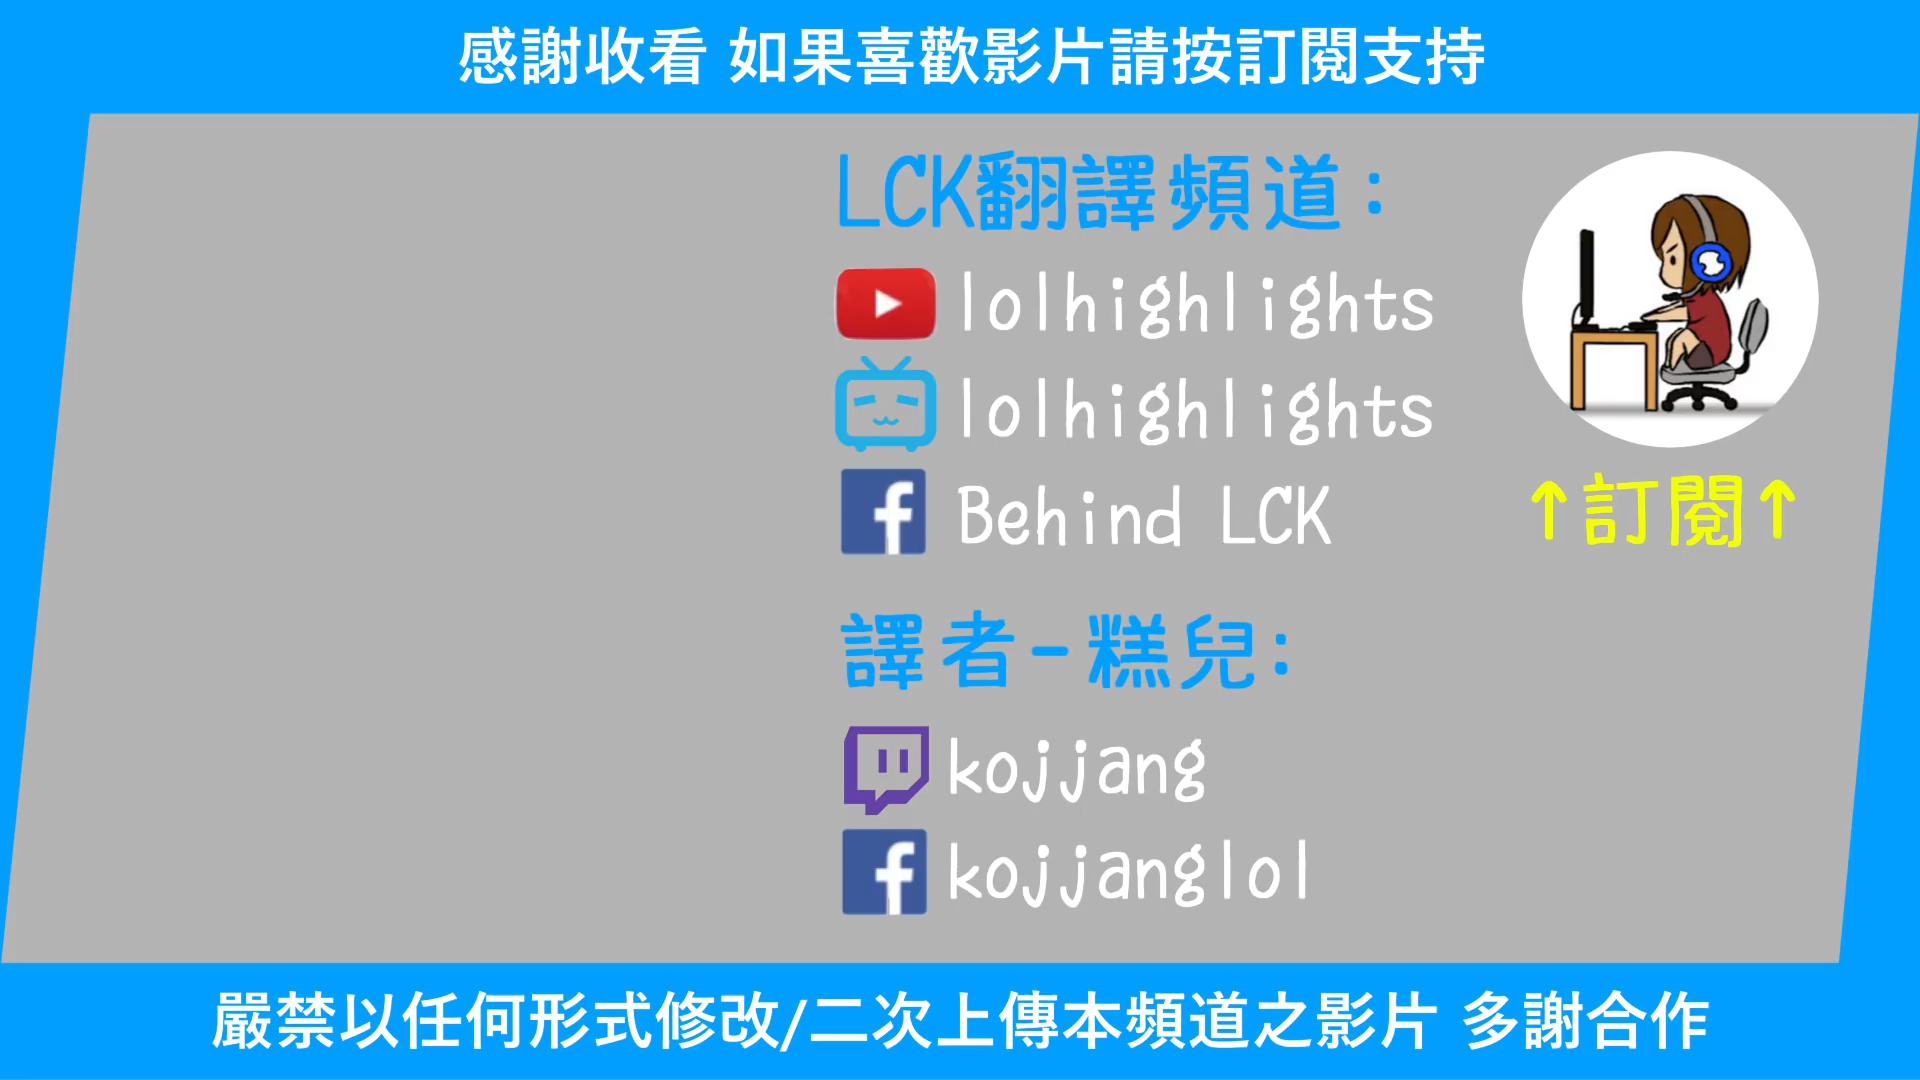 感謝收看 如果喜歡影片請按訂閱支持
LCK翻譯頻道:
lolhighlights
lolhighlights
Behind LCK
↑訂閱↑
譯者-糕兒:
kojjang
kojjanglol
嚴禁以任何形式修改/二次上傳本頻道之影片 多謝合作